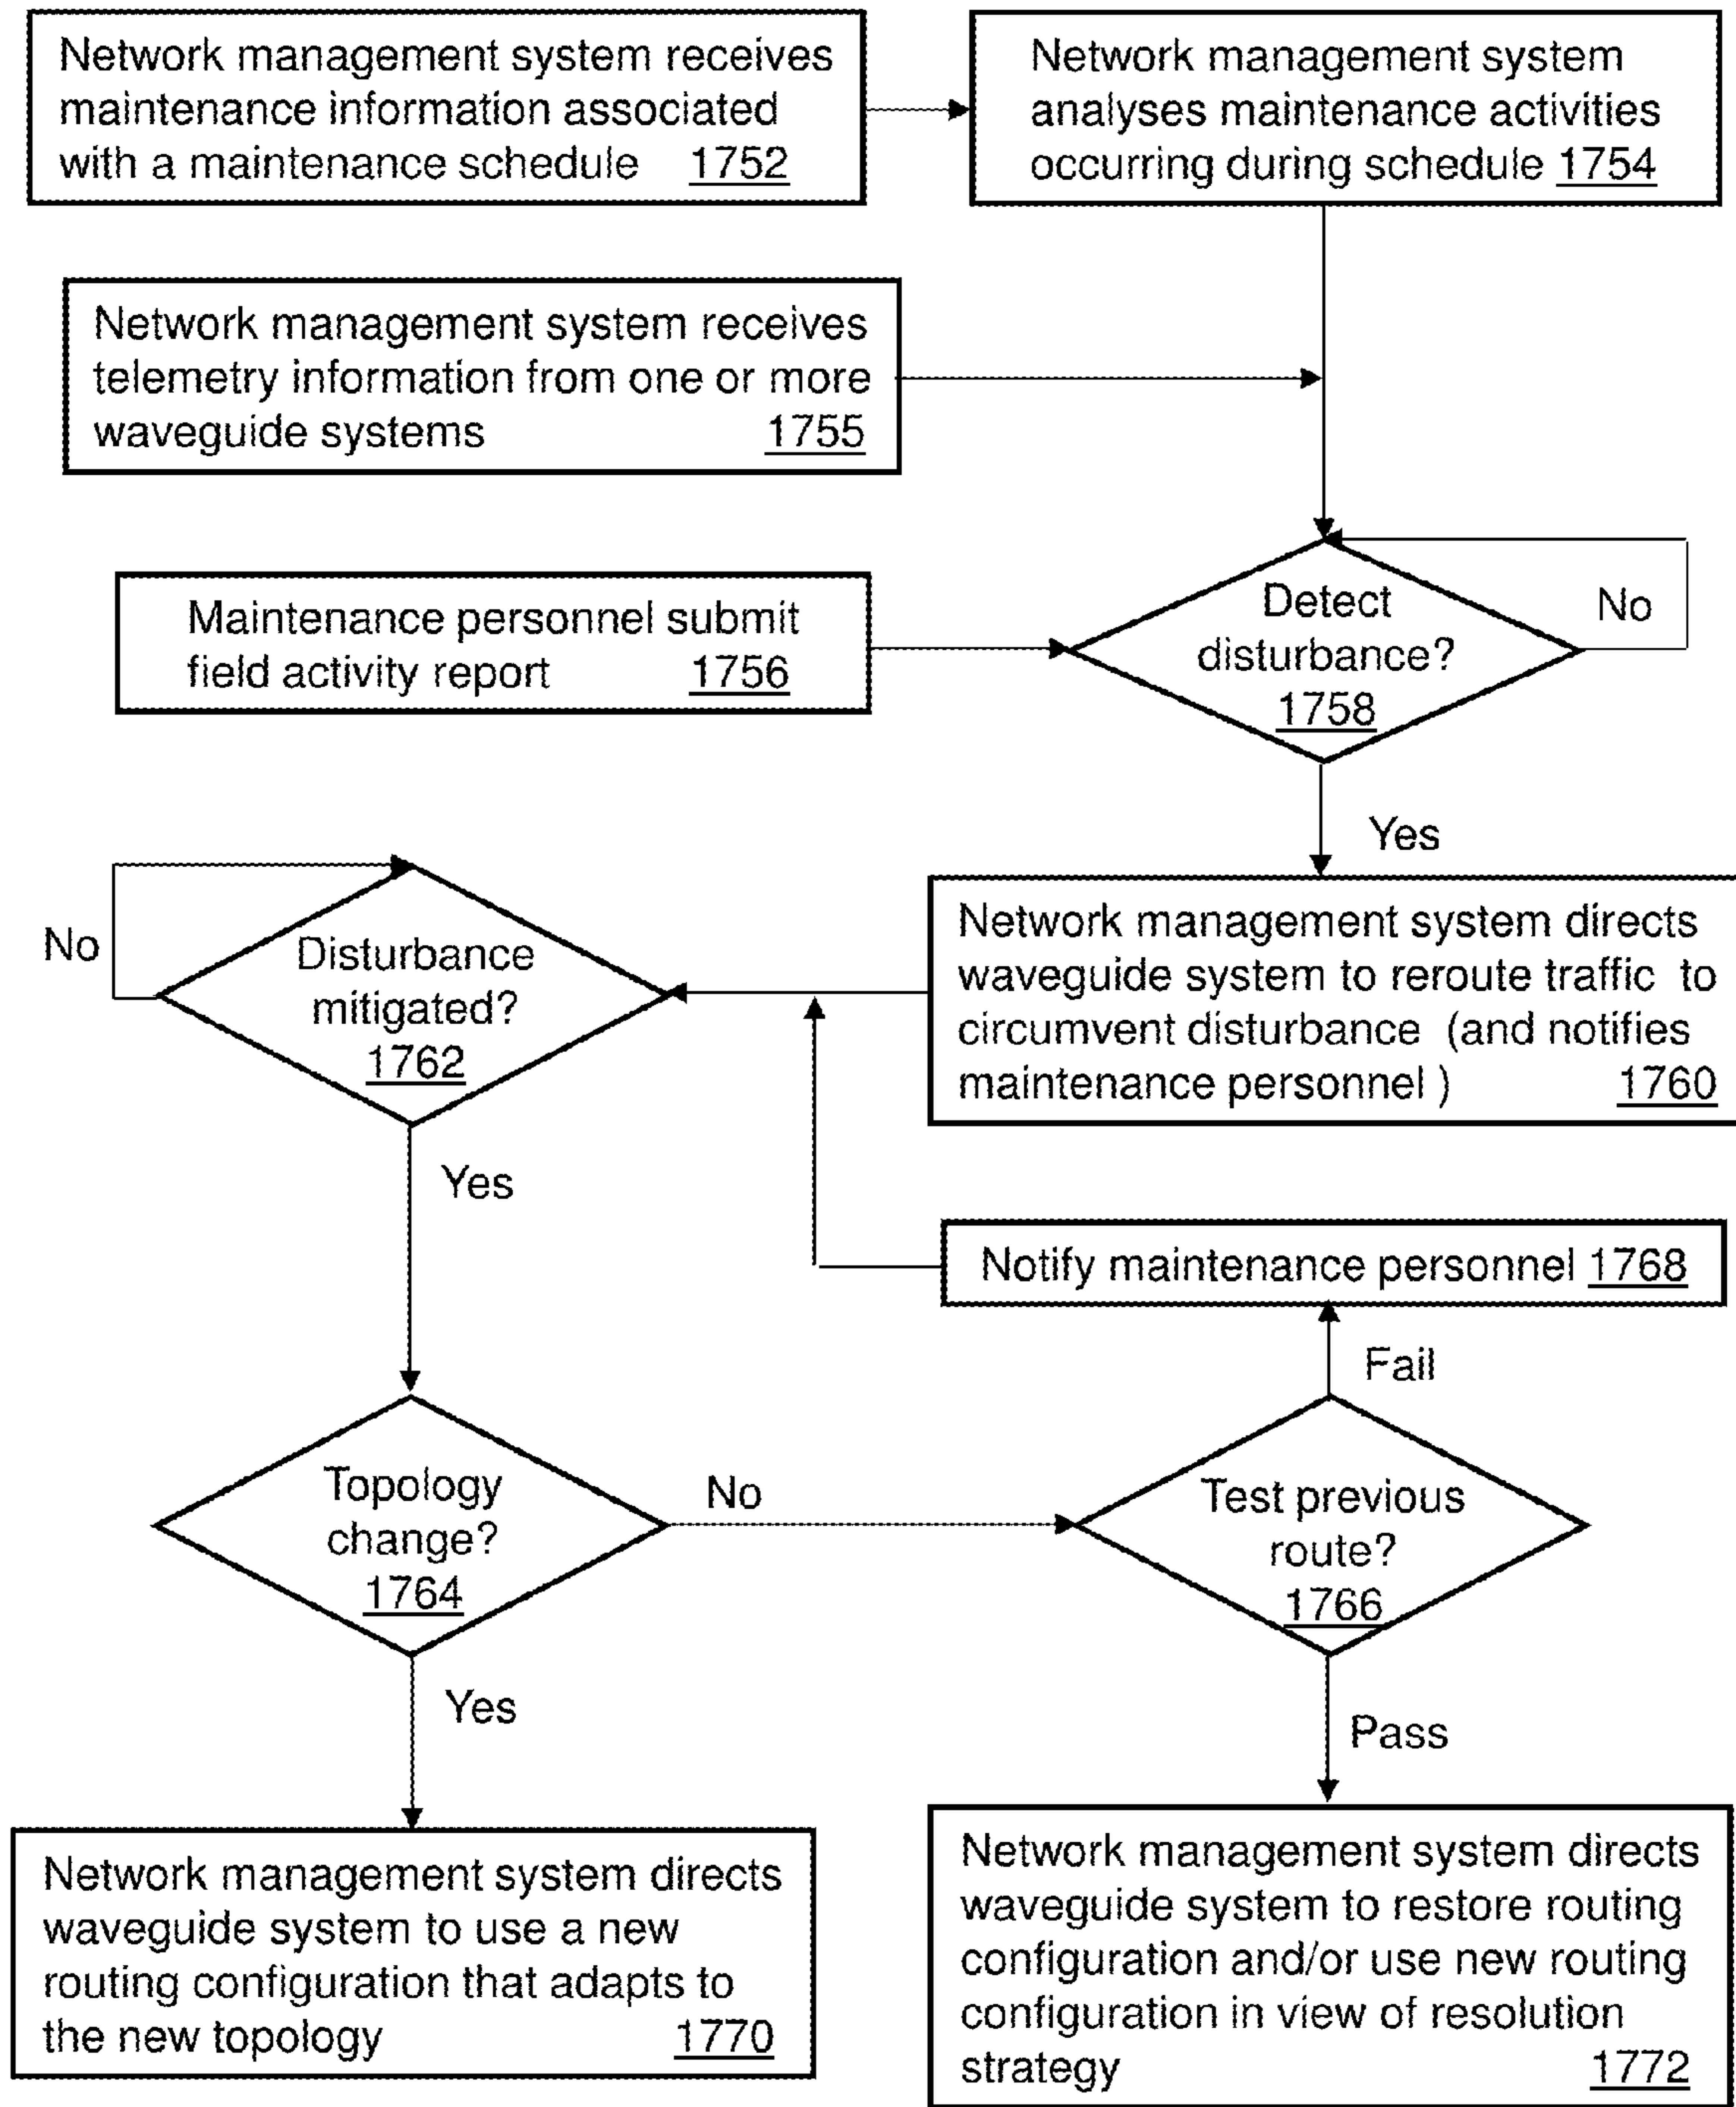 Network management system receives
maintenance information associated
with a maintenance schedule 1752
Network management system
analyses maintenance activities
occurring during schedule 1754
Network management system receives
telemetry information from one or more
waveguide systems 1755
Maintenance personnel submit
field activity report 1756
Detect
disturbance?
1758
No
Yes
Network management system directs
waveguide system to reroute traffic to
circumvent disturbance (and notifies
maintenance personnel ) 1760
No
Disturbance
mitigated?
1762
Yes
Notify maintenance personnel 1768
Fail
Topology
change?
1764
No
Test previous
route?
1766
Yes
Pass
Network management system directs
waveguide system to use a new
routing configuration that adapts to
the new topology 1770
Network management system directs
waveguide system to restore routing
configuration and/or use new routing
configuration in view of resolution
strategy 1772